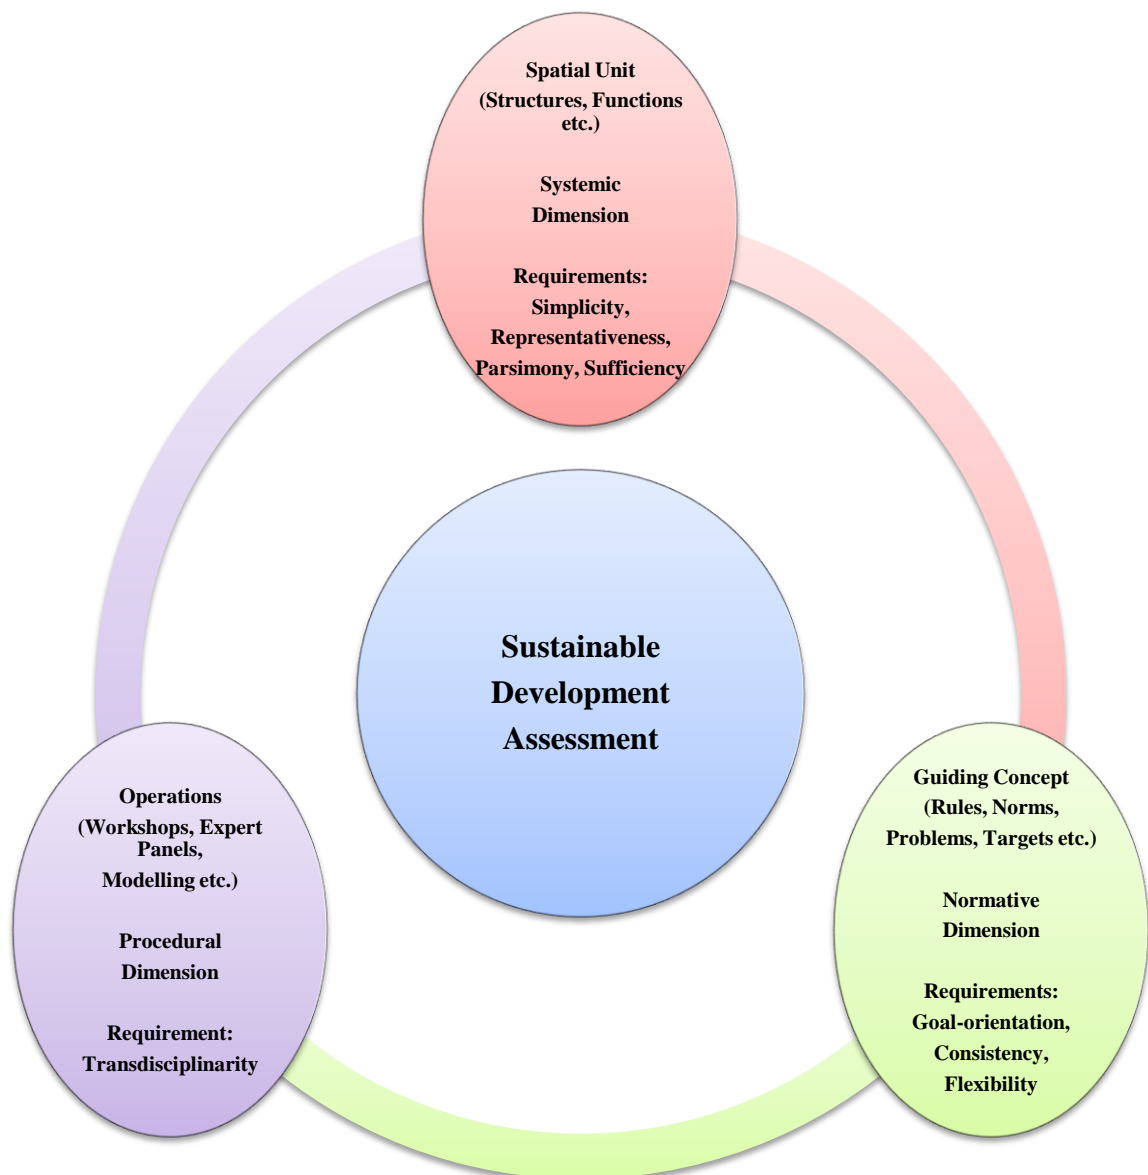 Spatial Unit
(Structures, Functions
etc.)
Systemic
Dimension
Requirements:
Simplicity,
Representativeness,
Parsimony, Sufficiency
Sustainable
Development
Assessment
Operations
(Workshops, Expert
Panels,
Modelling etc.)
Procedural
Dimension
Requirement:
Transdisciplinarity
Guiding Concept
(Rules, Norms,
Problems, Targets etc.)
Normative
Dimension
Requirements:
Goal-orientation,
Consistency,
Flexibility